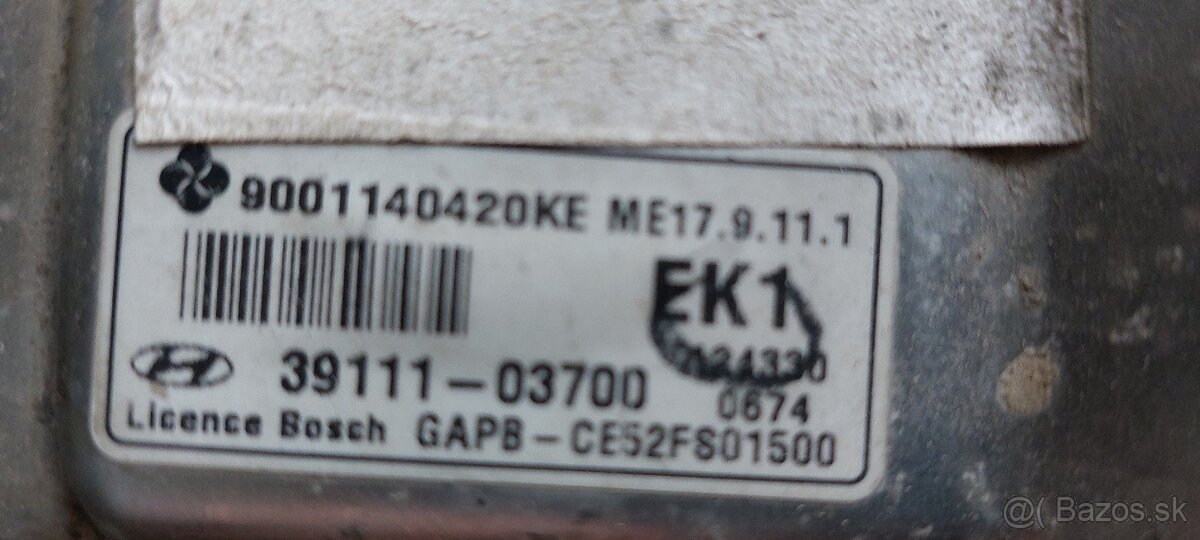 9001140420KE ME17.9.11.1
EK1
39111-03700
0674
Licence Bosch GAPB-CE52FS01500
@( Bazos.sk